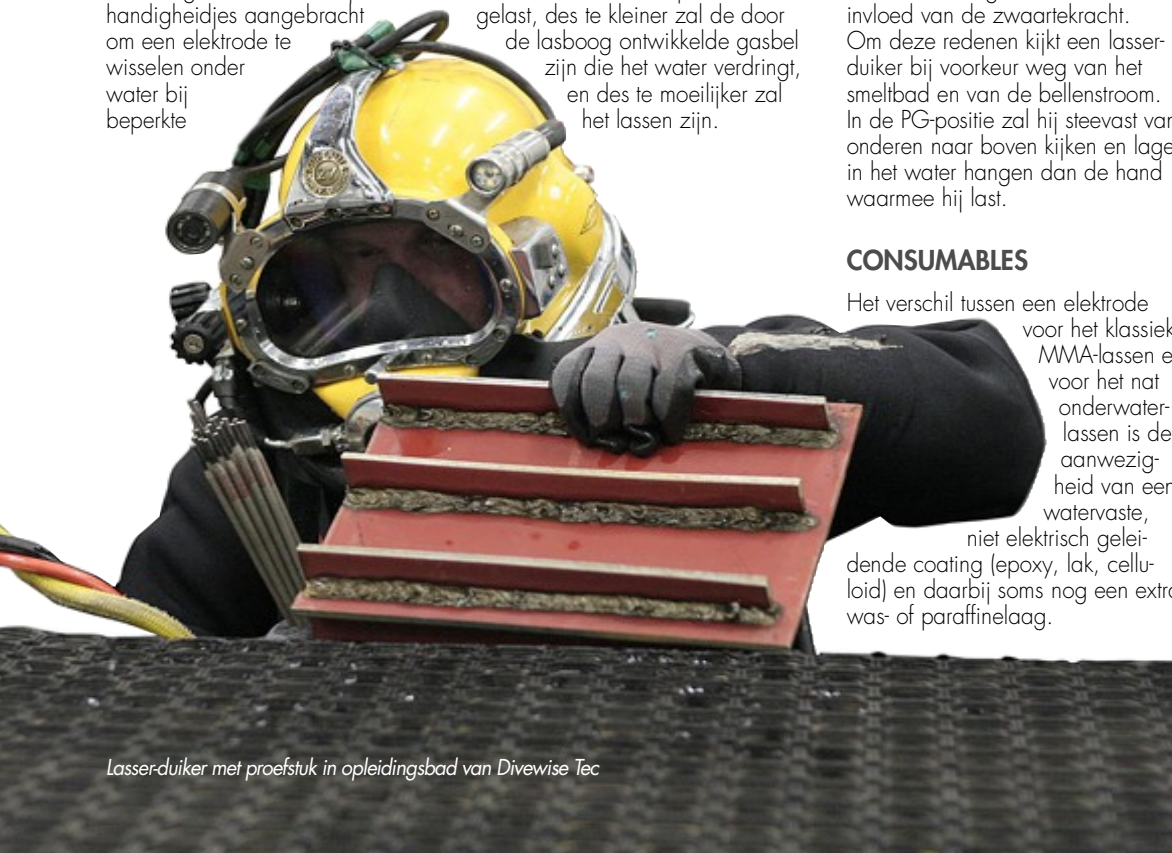 handigheidjes aangebracht
om een elektrode te
wisselen onder
water bij
beperkte
gelast, des te kleiner zal de door
de lasboog ontwikkelde gasbel
zijn die het water verdringt,
en des te moeilijker zal
het lassen zijn.
invloed van de zwaartekracht.
Om deze redenen kijkt een lasser-
duiker bij voorkeur weg van het
smeltbad en van de bellenstroom.
In de PG-positie zal hij steevast van
onderen naar boven kijken en lage
in het water hangen dan de hand
waarmee hij last.
CONSUMABLES
Het verschil tussen een elektrode
voor het klassiek
MMA-lassen e
voor het nat
onderwater-
lassen is de
aanwezig-
heid van een
watervaste,
niet elektrisch gelei-
dende coating (epoxy, lak, cellu-
loid) en daarbij soms nog een extra
was- of paraffinelaag.
Lasser-duiker met proefstuk in opleidingsbad van Divewise Tec